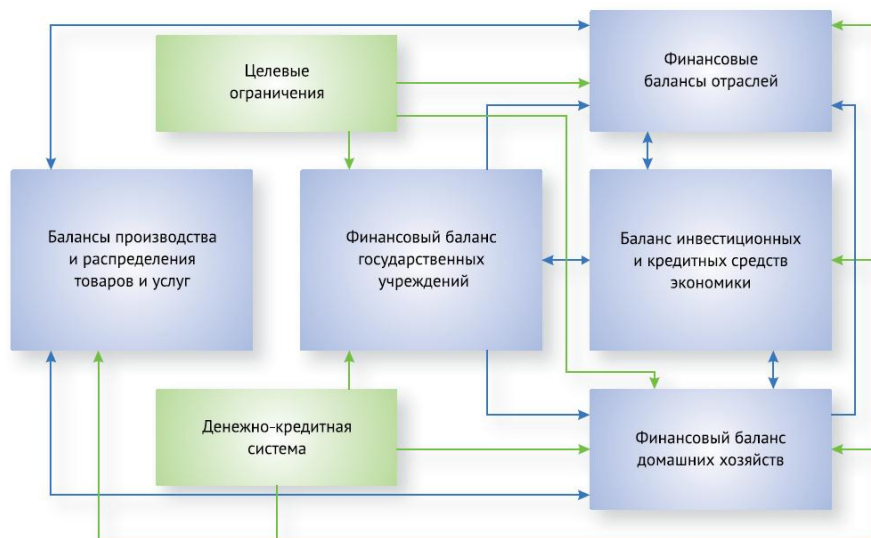 Целевые
ограничения
Финансовые
балансы отраслей
Балансы производства
и распределения
товаров и услуг
Финансовый баланс
государственных
учреждений
Баланс инвестиционных
и кредитных средств
экономики
Денежно-кредитная
система
Финансовый баланс
домашних хозяйств